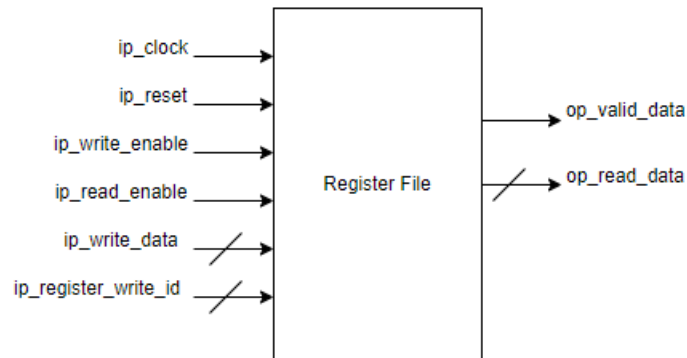 ip_clock
ip_reset
ip_write_enable
ip_read_enable
ip_write_data
ip_register_write_id
Register File
op_valid_data
op_read_data